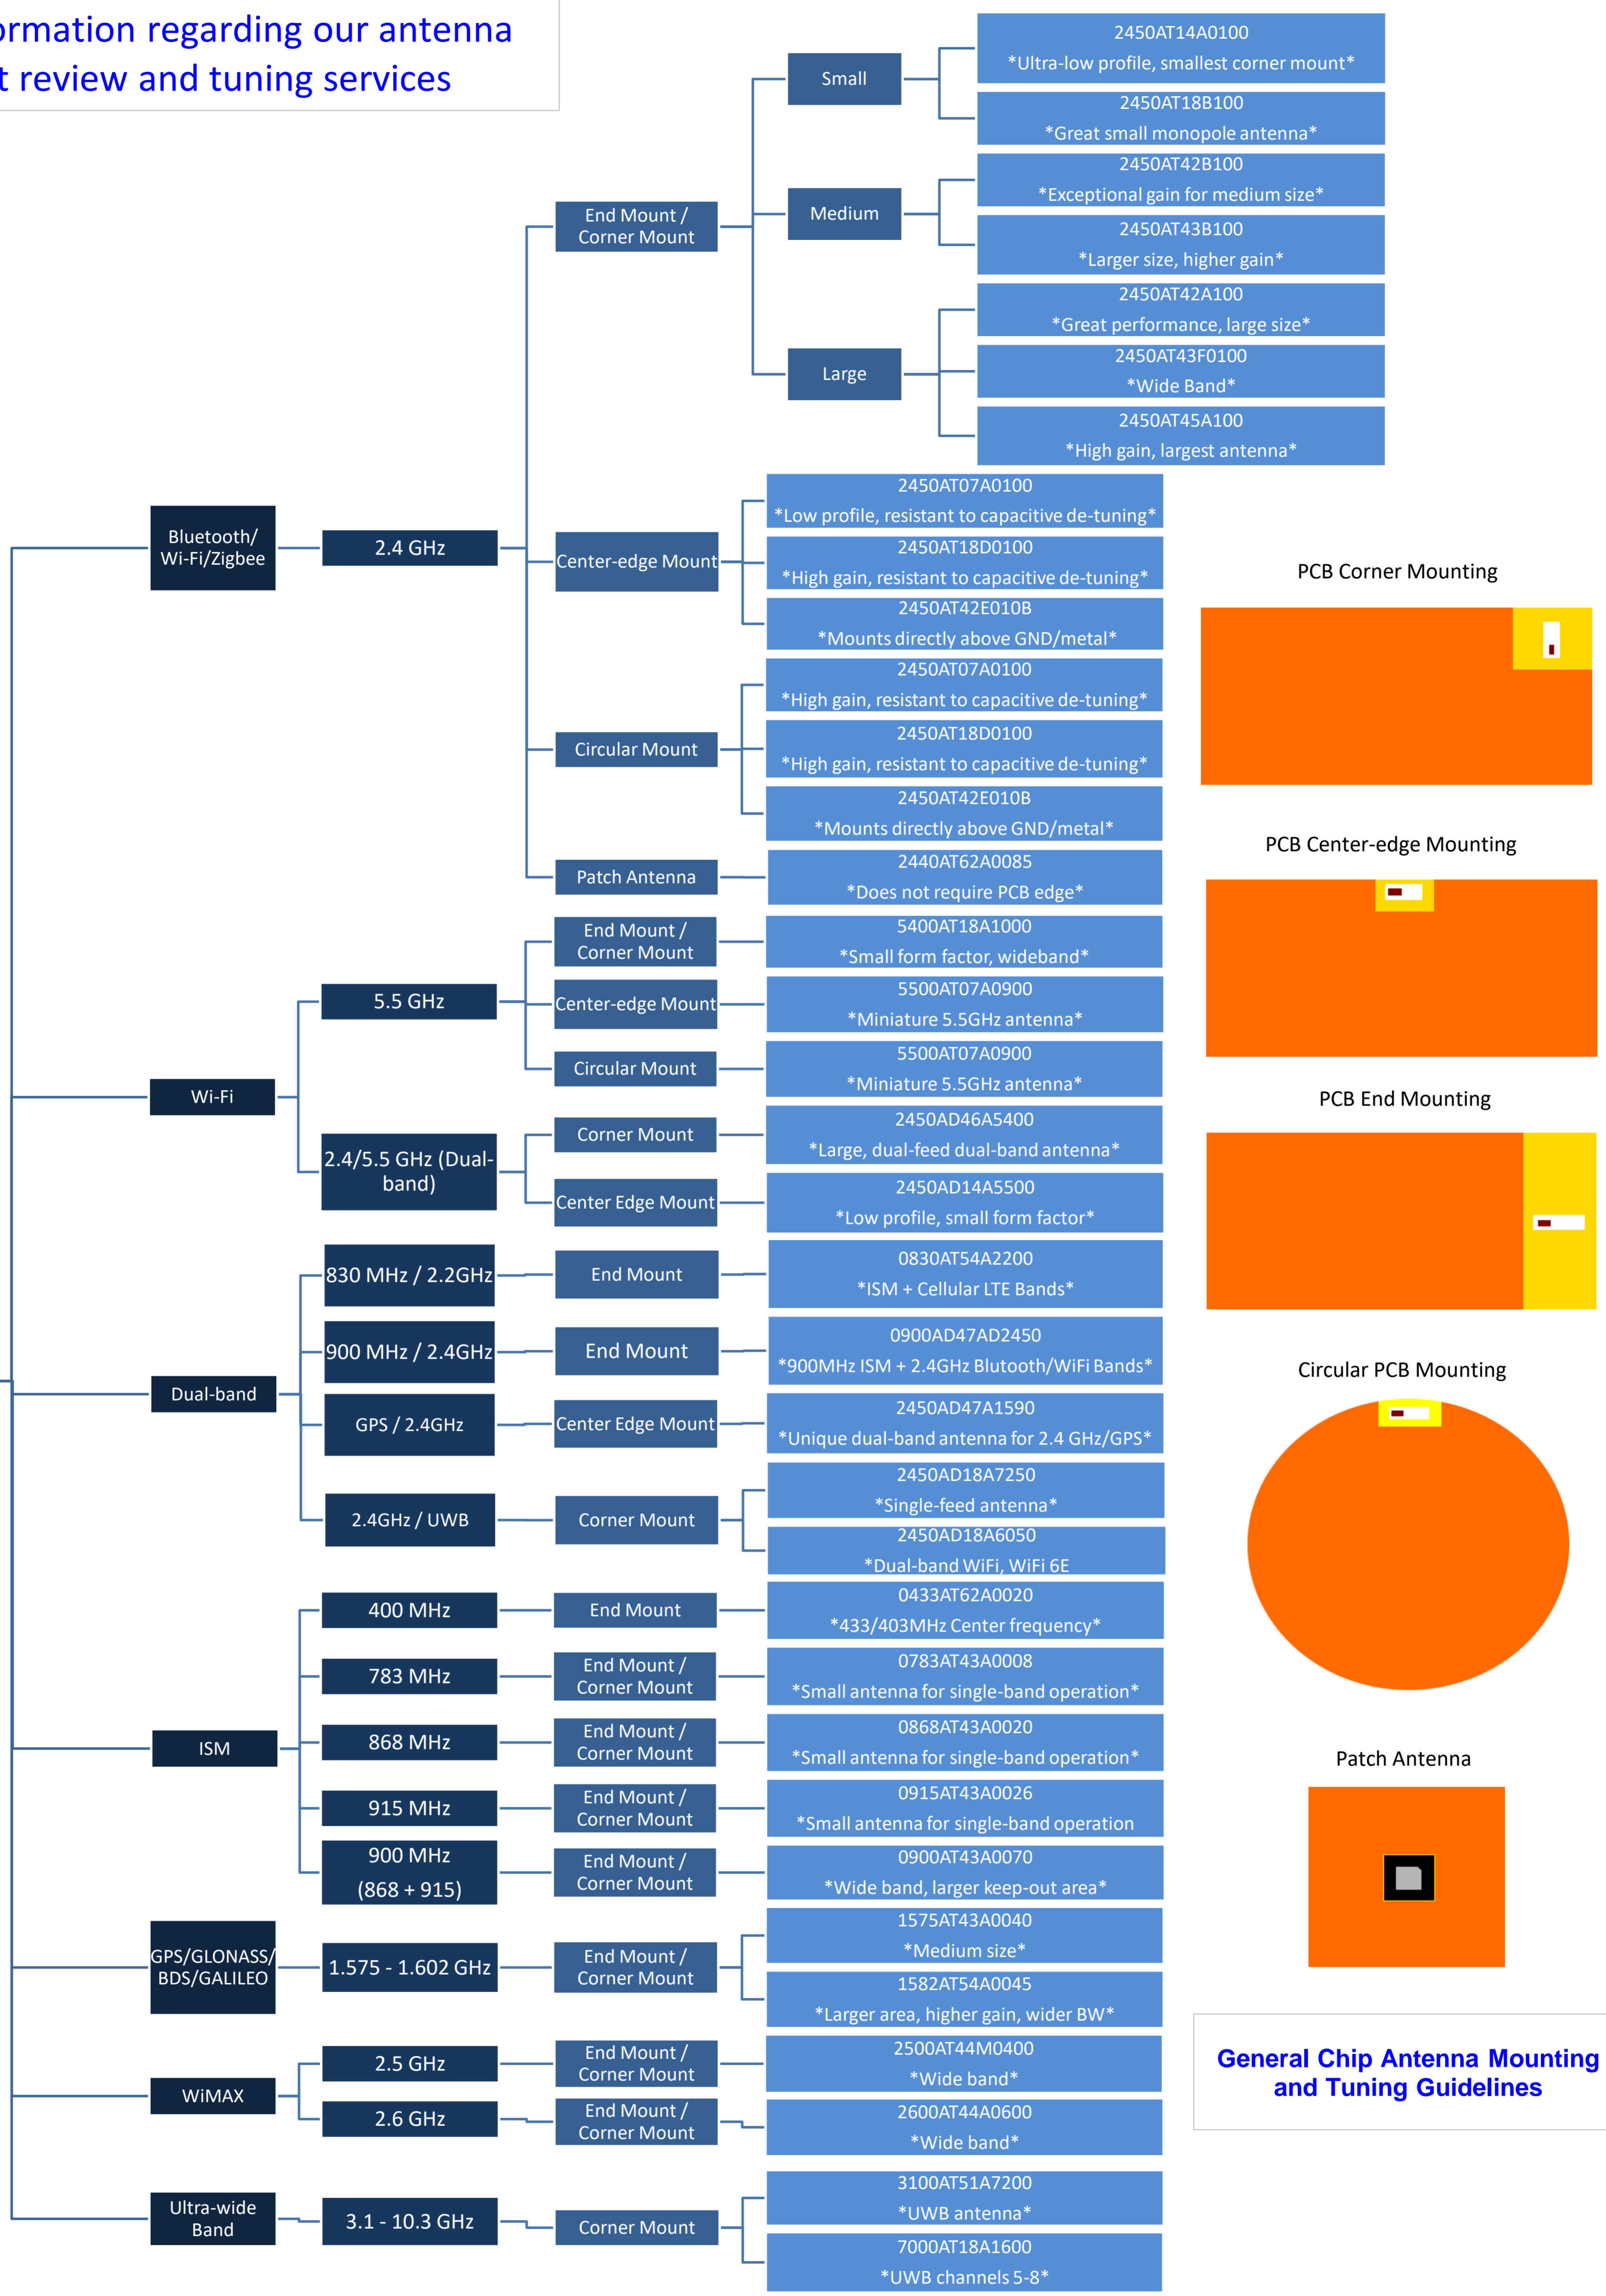 ormation regarding our antenna
t review and tuning services
Bluetooth/
Wi-Fi/Zigbee
2.4 GHz
End Mount /
Corner Mount
Small
2450AT14A0100
*Ultra-low profile, smallest corner mount*
2450AT18B100
*Great small monopole antenna*
Medium
2450AT42B100
*Exceptional gain for medium size*
2450AT43B100
*Larger size, higher gain*
Large
2450AT42A100
*Great performance, large size*
2450AT43F0100
*Wide Band*
2450AT45A100
*High gain, largest antenna*
Center-edge Mount
2450AT07A0100
*Low profile, resistant to capacitive de-tuning*
2450AT18D0100
*High gain, resistant to capacitive de-tuning*
2450AT42E010B
*Mounts directly above GND/metal*
Circular Mount
2450AT07A0100
*High gain, resistant to capacitive de-tuning*
2450AT18D0100
*High gain, resistant to capacitive de-tuning*
2450AT42E010B
*Mounts directly above GND/metal*
Patch Antenna
2440AT62A0085
*Does not require PCB edge*
Wi-Fi
5.5 GHz
End Mount /
Corner Mount
5400AT18A1000
*Small form factor, wideband*
Center-edge Mount
5500AT07A0900
*Miniature 5.5GHz antenna*
Circular Mount
5500AT07A0900
*Miniature 5.5GHz antenna*
2.4/5.5 GHz (Dual-
band)
Corner Mount
2450AD46A5400
*Large, dual-feed dual-band antenna*
Center Edge Mount
2450AD14A5500
*Low profile, small form factor*
Dual-band
830 MHz / 2.2GHz
End Mount
0830AT54A2200
*ISM + Cellular LTE Bands*
900 MHz / 2.4GHz
End Mount
0900AD47AD2450
*900MHz ISM + 2.4GHz Blutooth/WiFi Bands*
GPS / 2.4GHz
Center Edge Mount
2450AD47A1590
*Unique dual-band antenna for 2.4 GHz/GPS*
2.4GHz / UWB
Corner Mount
2450AD18A7250
*Single-feed antenna*
2450AD18A6050
*Dual-band WiFi, WiFi 6E
ISM
400 MHz
End Mount
0433AT62A0020
*433/403MHz Center frequency*
783 MHz
End Mount /
Corner Mount
0783AT43A0008
*Small antenna for single-band operation*
868 MHz
End Mount /
Corner Mount
0868AT43A0020
*Small antenna for single-band operation*
915 MHz
End Mount /
Corner Mount
0915AT43A0026
*Small antenna for single-band operation
900 MHz
(868 + 915)
End Mount /
Corner Mount
0900AT43A0070
*Wide band, larger keep-out area*
GPS/GLONASS/
BDS/GALILEO
1.575 - 1.602 GHz
End Mount /
Corner Mount
1575AT43A0040
*Medium size*
1582AT54A0045
*Larger area, higher gain, wider BW*
WiMAX
2.5 GHz
End Mount /
Corner Mount
2500AT44M0400
*Wide band*
2.6 GHz
End Mount /
Corner Mount
2600AT44A0600
*Wide band*
Ultra-wide
Band
3.1 - 10.3 GHz
Corner Mount
3100AT51A7200
*UWB antenna*
7000AT18A1600
*UWB channels 5-8*
PCB Corner Mounting
PCB Center-edge Mounting
PCB End Mounting
Circular PCB Mounting
Patch Antenna
General Chip Antenna Mounting
and Tuning Guidelines